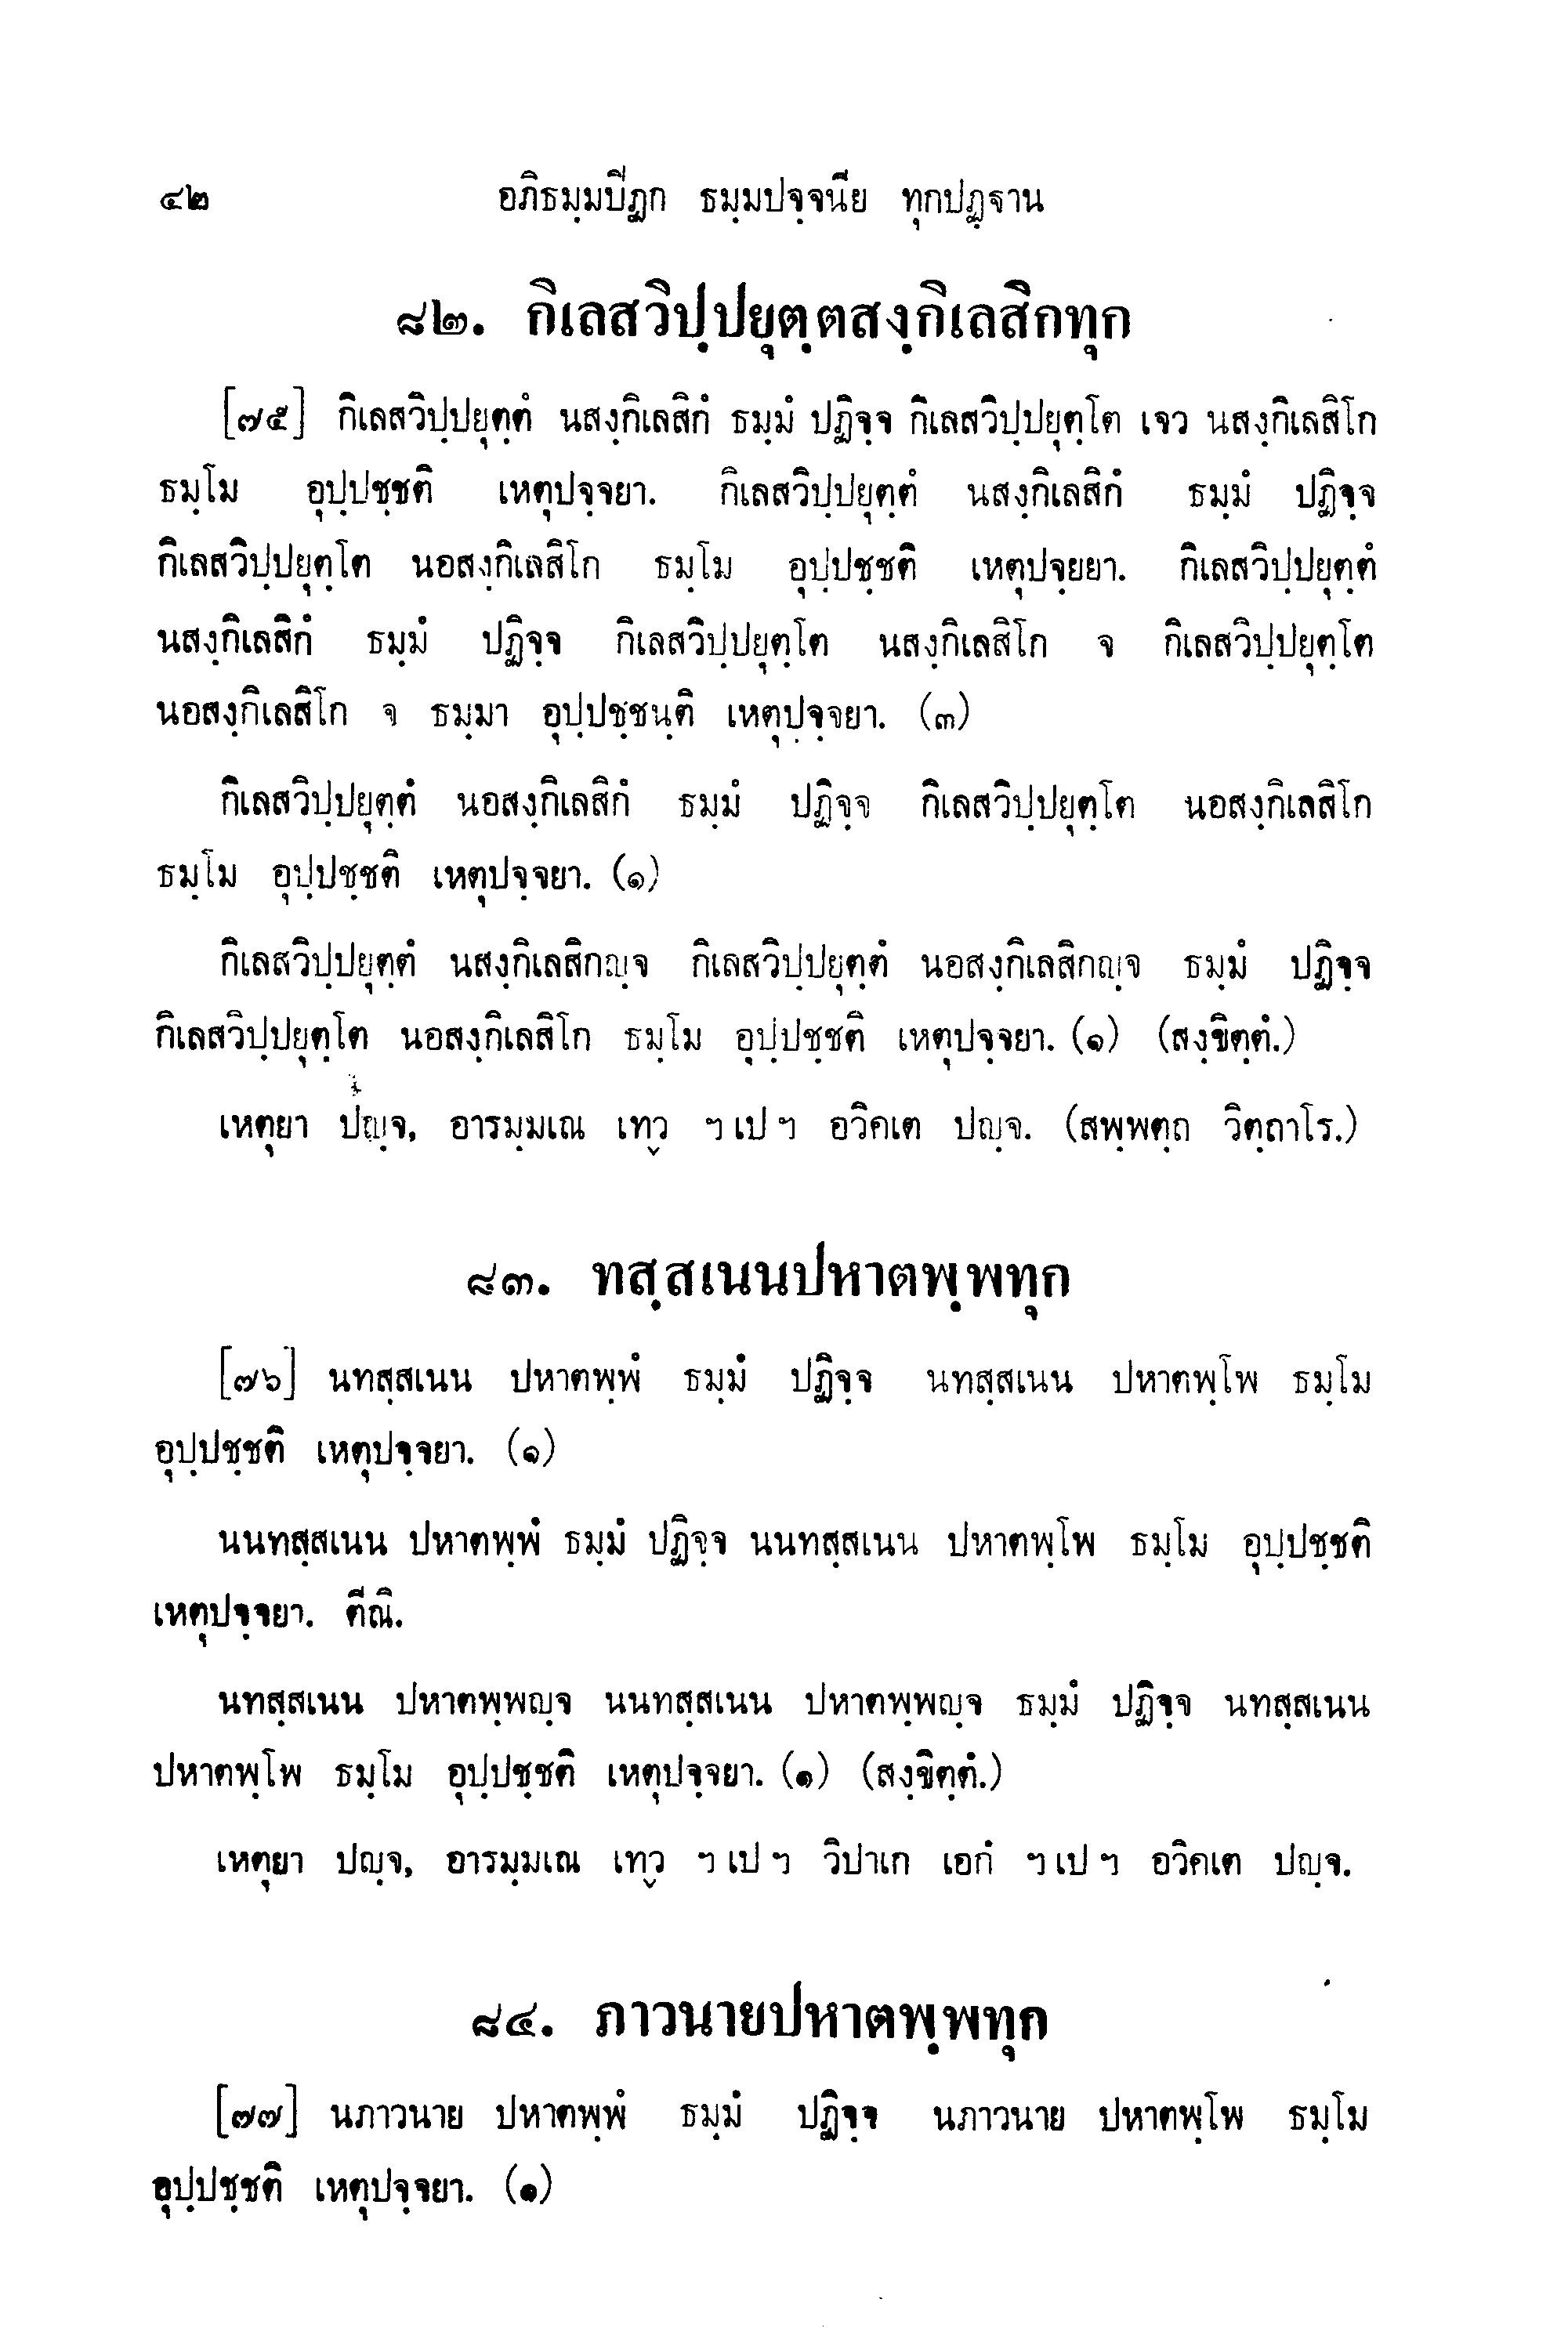 ๔๒ อภิธมฺมปีฏก ธมฺมปจฺจนีย ทุกปฏฺฐาน
๘๒. กิเลสวิปฺปยุตฺตสงฺกิเลสิกทุก
[๗๕] กิเลสวิปฺปยุตฺตํ นสงฺกิเลสิกํ ธมฺมํ ปฏิจฺจ กิเลสวิปฺปยุตฺโต เจว นสงฺกิเลสิโก
ธมฺโม อุปฺปชฺชติ เหตุปจฺจยา. กิเลสวิปฺปยุตฺตํ นสงฺกิเลสิกํ ธมฺมํ ปฏิจฺจ
กิเลสวิปฺปยุตฺโต นอสงฺกิเลสิโก ธมฺโม อุปฺปชฺชติ เหตุปจฺยยา. กิเลสวิปฺปยุตฺตํ
นสงฺกิเลสิกํ ธมฺมํ ปฏิจฺจ กิเลสวิปฺปยุตฺโต นสงฺกิเลสิโก จ กิเลสวิปฺปยุตฺโต
นอสงฺกิเลสิโก จ ธมฺมา อุปฺปชฺชนฺติ เหตุปจฺจยา. (๓)
กิเลสวิปฺปยุตฺตํ นอสงฺกิเลสิกํ ธมฺมํ ปฏิจฺจ กิเลสวิปฺปยุตฺโต นอสงฺกิเลสิโก
ธมฺโม อุปฺปชฺชติ เหตุปจฺจยา. (๑)
กิเลสวิปฺปยุตฺตํ นสงฺกิเลสิกญฺจ กิเลสวิปฺปยุตฺตํ นอสงฺกิเลสิกญฺจ ธมฺมํ ปฏิจฺจ
กิเลสวิปฺปยุตฺโต นอสงฺกิเลสิโก ธมฺโม อุปฺปชฺชติ เหตุปจฺจยา. (๑) (สงฺขิตฺตํ.)
เหตุยา ปญฺจ, อารมฺมเณ เทฺว ฯ เป ฯ อวิคเต ปญฺจ. (สพฺพตฺถ วิตฺถาโร.)
๘๓. ทสฺสเนนปหาตพฺพทุก
[๗๖] นทสฺสเนน ปหาตพฺพํ ธมฺมํ ปฏิจฺจ นทสฺสเนน ปหาตพฺโพ ธมฺโม
อุปฺปชฺชติ เหตุปจฺจยา. (๑)
นนทสฺสเนน ปหาตพฺพํ ธมฺมํ ปฏิจฺจ นนทสฺสเนน ปหาตพฺโพ ธมฺโม อุปฺปชฺชติ
เหตุปจฺจยา. ตีณิ.
นทสฺสเนน ปหาตพฺพญฺจ นนทสฺสเนน ปหาตพฺพญฺจ ธมฺมํ ปฏิจฺจ นทสฺสเนน
ปหาตพฺโพ ธมฺโม อุปฺปชฺชติ เหตุปจฺจยา. (๑) (สงฺขิตฺตํ.)
เหตุยา ปญฺจ, อารมฺมเณ เทฺว ฯ เป ฯ วิปาเก เอกํ ฯ เป ฯ อวิคเต ปญฺจ.
๘๔. ภาวนายปหาตพฺพทุก
[๗๗] นภาวนาย ปหาตพฺพํ ธมฺมํ ปฏิจฺจ นภาวนาย ปหาตพฺโพ ธมฺโม
อุปฺปชฺชติ เหตุปจฺจยา. (๑)